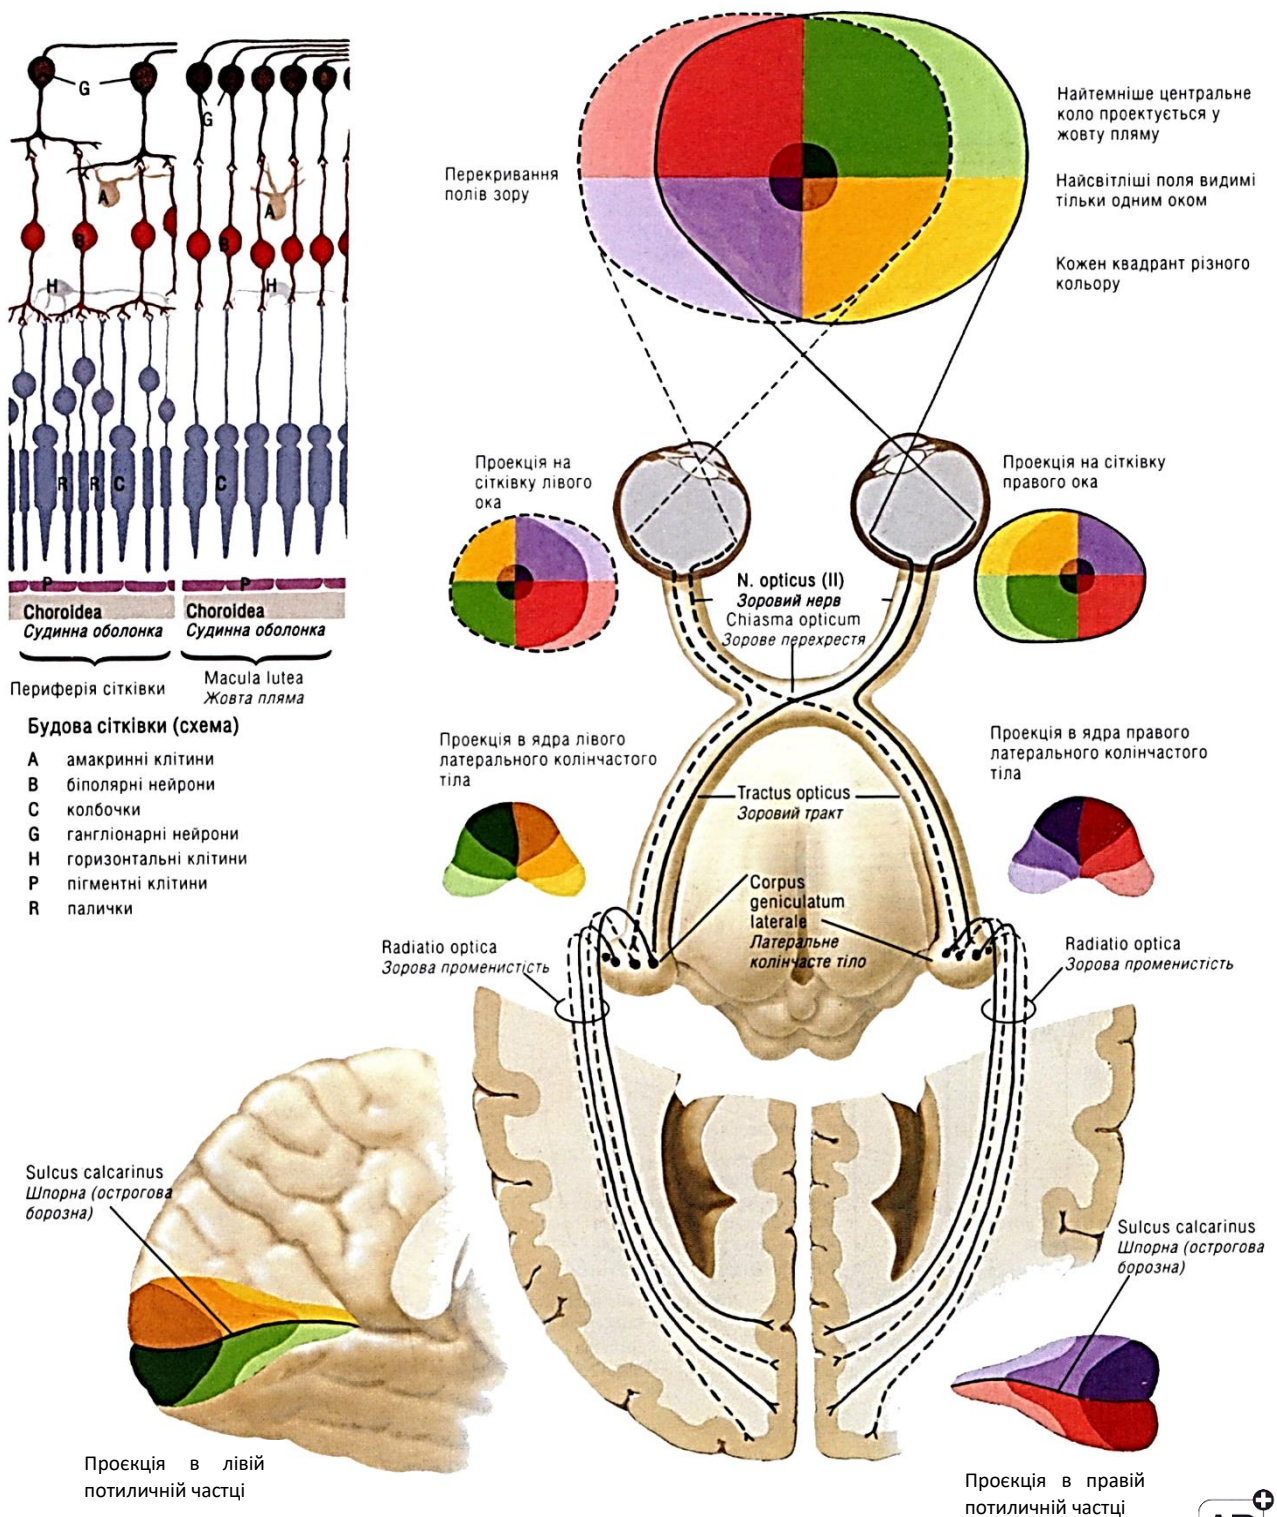 G
G
A
A
B
B
H
H
R
R
C
C
P
P
Choroidea
Судинна оболонка
Choroidea
Судинна оболонка
Периферія сітківки
Macula lutea
Жовта пляма
Будова сітківки (схема)
A амакринні клітини
B біполярні нейрони
C колбочки
G гангліонарні нейрони
H горизонтальні клітини
P пігментні клітини
R палички
Перекривання
полів зору
Найтемніше центральне
коло проектується у
жовту пляму
Найсвітліші поля видимі
тільки одним оком
Кожен квадрант різного
кольору
Проекція на
сітківку лівого
ока
Проекція на сітківку
правого ока
N. opticus (II)
Зоровий нерв
Chiasma opticum
Зорове перехрестя
Проекція в ядра лівого
латерального колінчастого
тіла
Проекція в ядра правого
латерального колінчастого
тіла
Tractus opticus
Зоровий тракт
Corpus
geniculatum
laterale
Латеральне
колінчасте тіло
Radiatio optica
Зорова променистість
Radiatio optica
Зорова променистість
Sulcus calcarinus
Шпорна (острогова
борозна)
Sulcus calcarinus
Шпорна (острогова
борозна)
Проєкція в лівій
потиличній частці
Проєкція в правій
потиличній частці